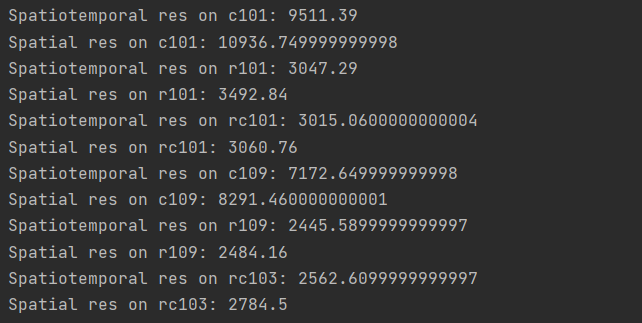 Spatiotemporal res on c101: 9511.39
Spatial res on c101: 10936.749999999998
Spatiotemporal res on r101: 3047.29
Spatial res on r101: 3492.84
Spatiotemporal res on rc101: 3015.0600000000004
Spatial res on rc101: 3060.76
Spatiotemporal res on c109: 7172.649999999998
Spatial res on c109: 8291.460000000001
Spatiotemporal res on r109: 2445.5899999999997
Spatial res on r109: 2484.16
Spatiotemporal res on rc103: 2562.6099999999997
Spatial res on rc103: 2784.5